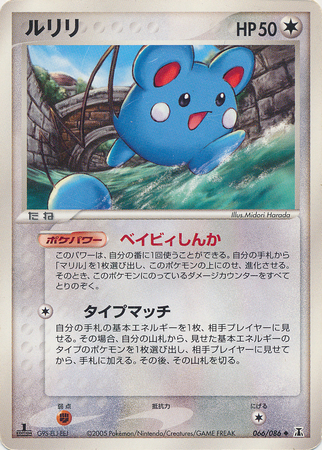 ルリリ HP50
たね
Illus.Midori Harada
ポケパワー ベイビィしんか
このパワーは、自分の番に1回使うことができる。自分の手札から
「マリル」を1枚選び出し、このポケモンの上にのせ、進化させる。
そのとき、このポケモンにのっているダメージカウンターをすべて
とりのぞく。
タイプマッチ
自分の手札の基本エネルギーを1枚、相手プレイヤーに見
せる。その場合、自分の山札から、見せた基本エネルギー
のタイプのポケモンを1枚選び出し、相手プレイヤーに見
せてから、手札に加える。その後、その山札を切る。
弱点 抵抗力 にげる
1 EDITION G9S-EJ-EEJ ©2005 Pokémon/Nintendo/Creatures/GAME FREAK 066/086